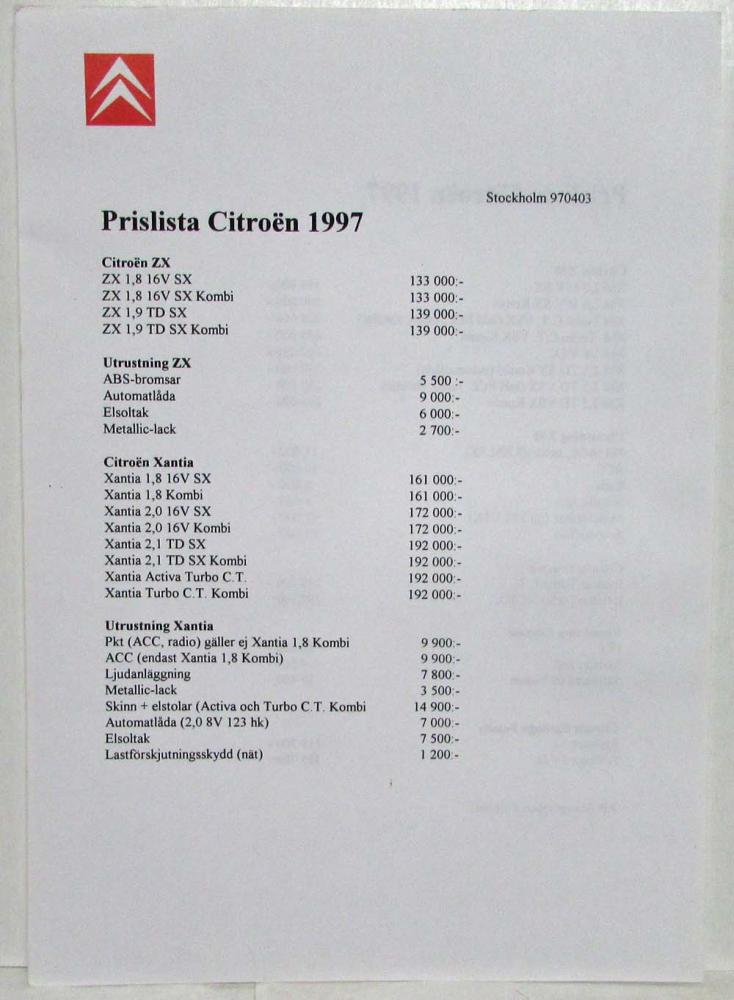 Stockholm 970403
Prislista Citroën 1997
Citroën ZX
ZX 1,8 16V SX 133 000:-
ZX 1,8 16V SX Kombi 133 000:-
ZX 1,9 TD SX 139 000:-
ZX 1,9 TD SX Kombi 139 000:-
Utrustning ZX
ABS-bromsar 5 500 :-
Automatlåda 9 000:-
Elsoltak 6 000:-
Metallic-lack 2 700:-
Citroën Xantia
Xantia 1,8 16V SX 161 000:-
Xantia 1,8 Kombi 161 000:-
Xantia 2,0 16V SX 172 000:-
Xantia 2,0 16V Kombi 172 000:-
Xantia 2,1 TD SX 192 000:-
Xantia 2,1 TD SX Kombi 192 000:-
Xantia Activa Turbo C.T. 192 000:-
Xantia Turbo C.T. Kombi 192 000:-
Utrustning Xantia
Pkt (ACC, radio) gäller ej Xantia 1,8 Kombi 9 900:-
ACC (endast Xantia 1,8 Kombi) 9 900:-
Ljudanläggning 7 800:-
Metallic-lack 3 500:-
Skinn + elstolar (Activa och Turbo C.T. Kombi 14 900:-
Automatlåda (2,0 8V 123 hk) 7 000:-
Elsoltak 7 500:-
Lastförskjutningsskydd (nät) 1 200:-